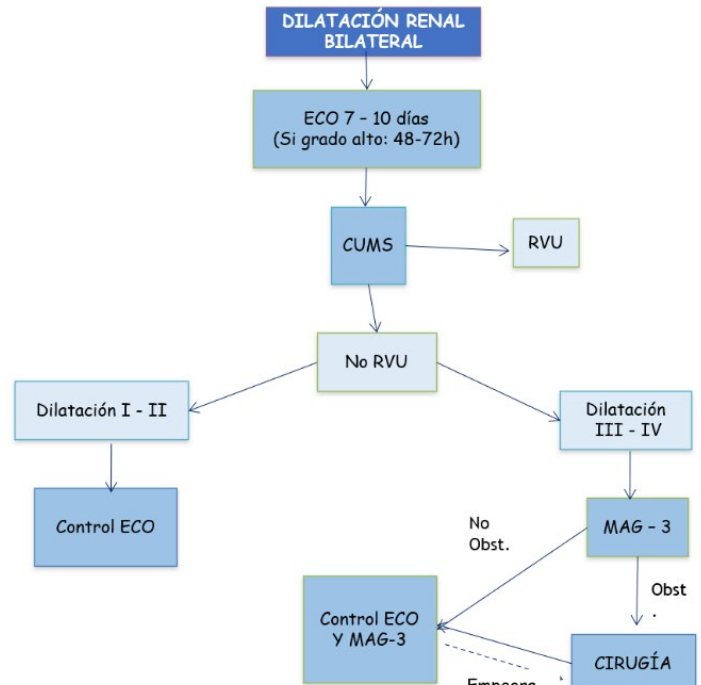 DILATACIÓN RENAL
BILATERAL
ECO 7 - 10 días
(Si grado alto: 48-72h)
CUMS
RVU
No RVU
Dilatación I - II
Dilatación
III - IV
Control ECO
No
Obst.
MAG - 3
Obst
.
Control ECO
Y MAG-3
CIRUGÍA